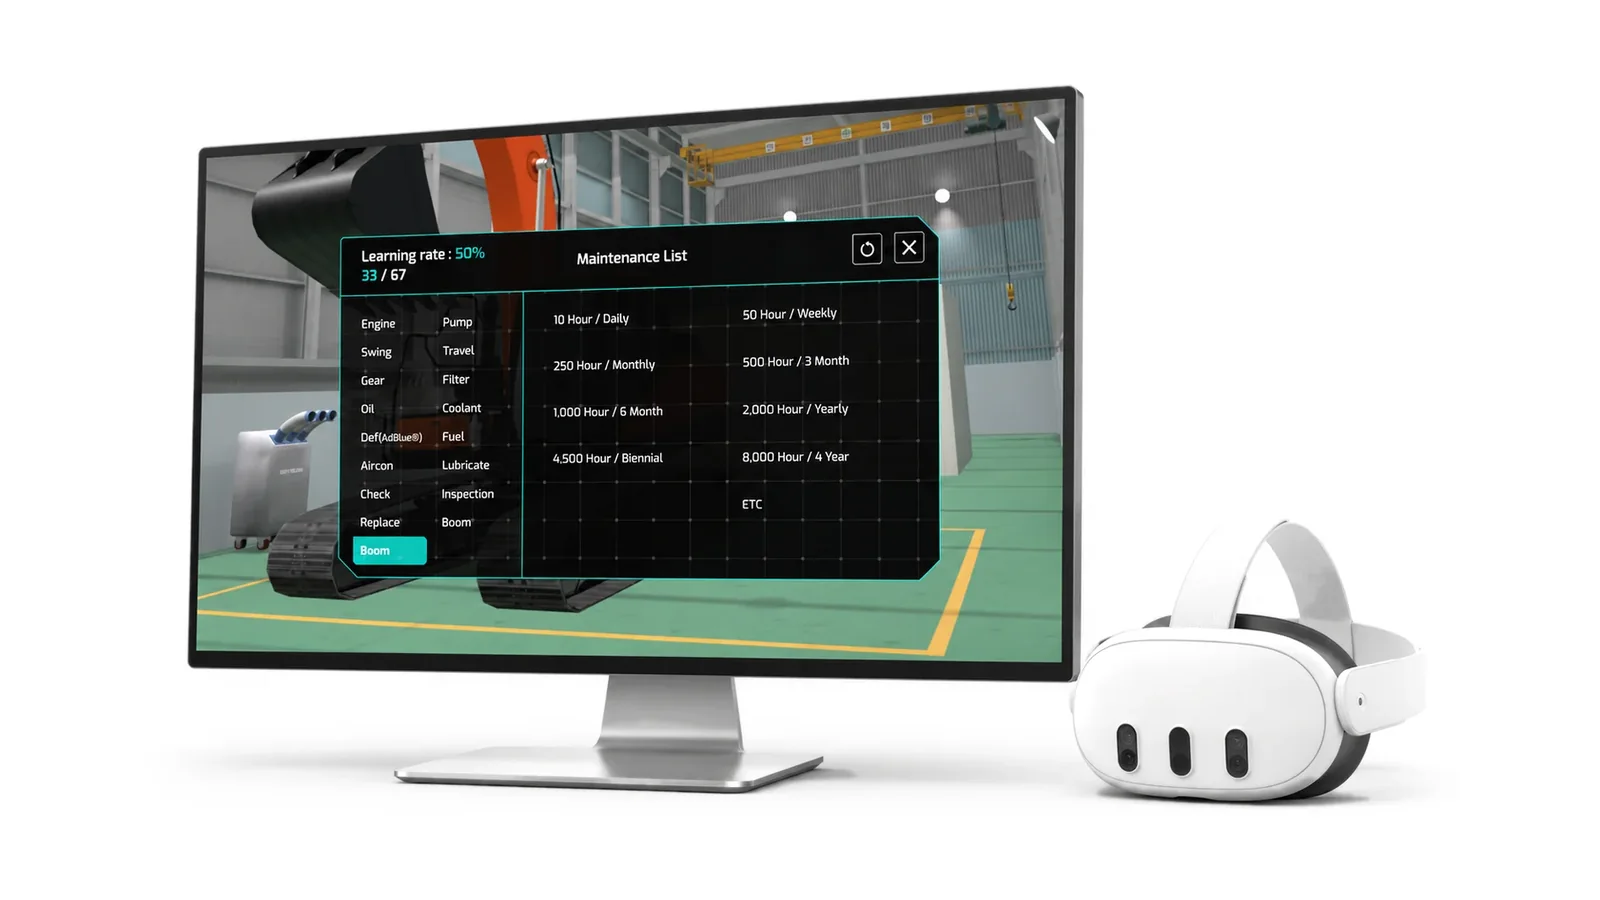 Learning rate : 50%
33 / 67
Maintenance List
Engine
Pump
Swing
Travel
Gear
Filter
Oil
Coolant
Def(AdBlue®)
Fuel
Aircon
Lubricate
Check
Inspection
Replace
Boom
Boom
10 Hour / Daily
50 Hour / Weekly
250 Hour / Monthly
500 Hour / 3 Month
1,000 Hour / 6 Month
2,000 Hour / Yearly
4,500 Hour / Biennial
8,000 Hour / 4 Year
ETC